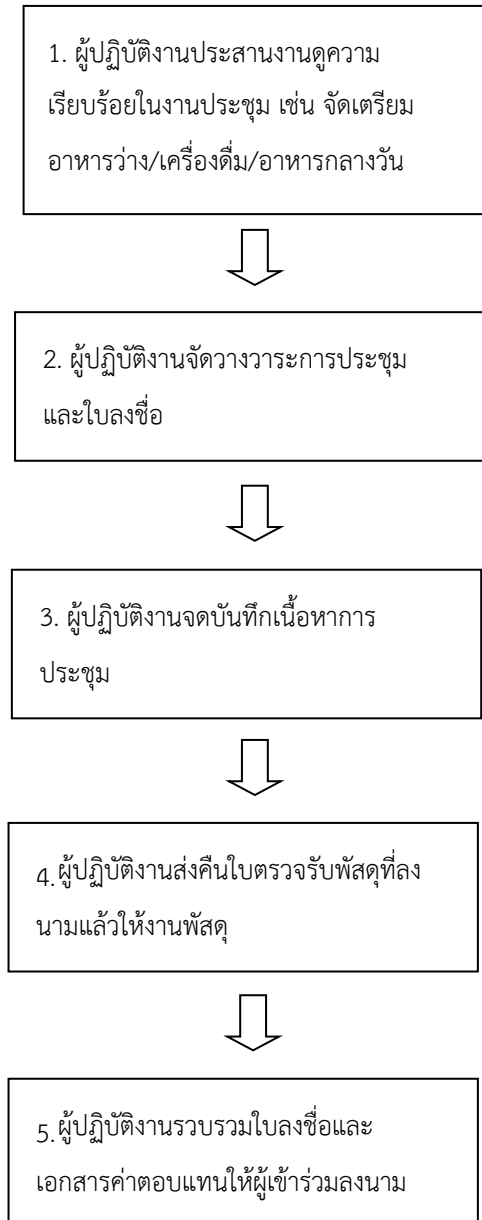 1. ผู้ปฏิบัติงานประสานงานดูความ
เรียบร้อยในงานประชุม เช่น จัดเตรียม
อาหารว่าง/เครื่องดื่ม/อาหารกลางวัน
2. ผู้ปฏิบัติงานจัดวางวาระการประชุม
และใบลงชื่อ
3. ผู้ปฏิบัติงานจดบันทึกเนื้อหาการ
ประชุม
4. ผู้ปฏิบัติงานส่งคืนใบตรวจรับพัสดุที่ลง
นามแล้วให้งานพัสดุ
5. ผู้ปฏิบัติงานรวบรวมใบลงชื่อและ
เอกสารค่าตอบแทนให้ผู้เข้าร่วมลงนาม